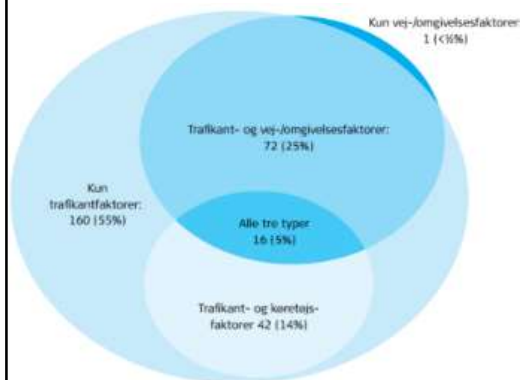 Kun vej-/omgivelsesfaktorer:
1 (<½%)
Trafikant- og vej-/omgivelsesfaktorer:
72 (25%)
Kun
trafikantfaktorer:
160 (55%)
Alle tre typer
16 (5%)
Trafikant- og køretøjs-
faktorer 42 (14%)